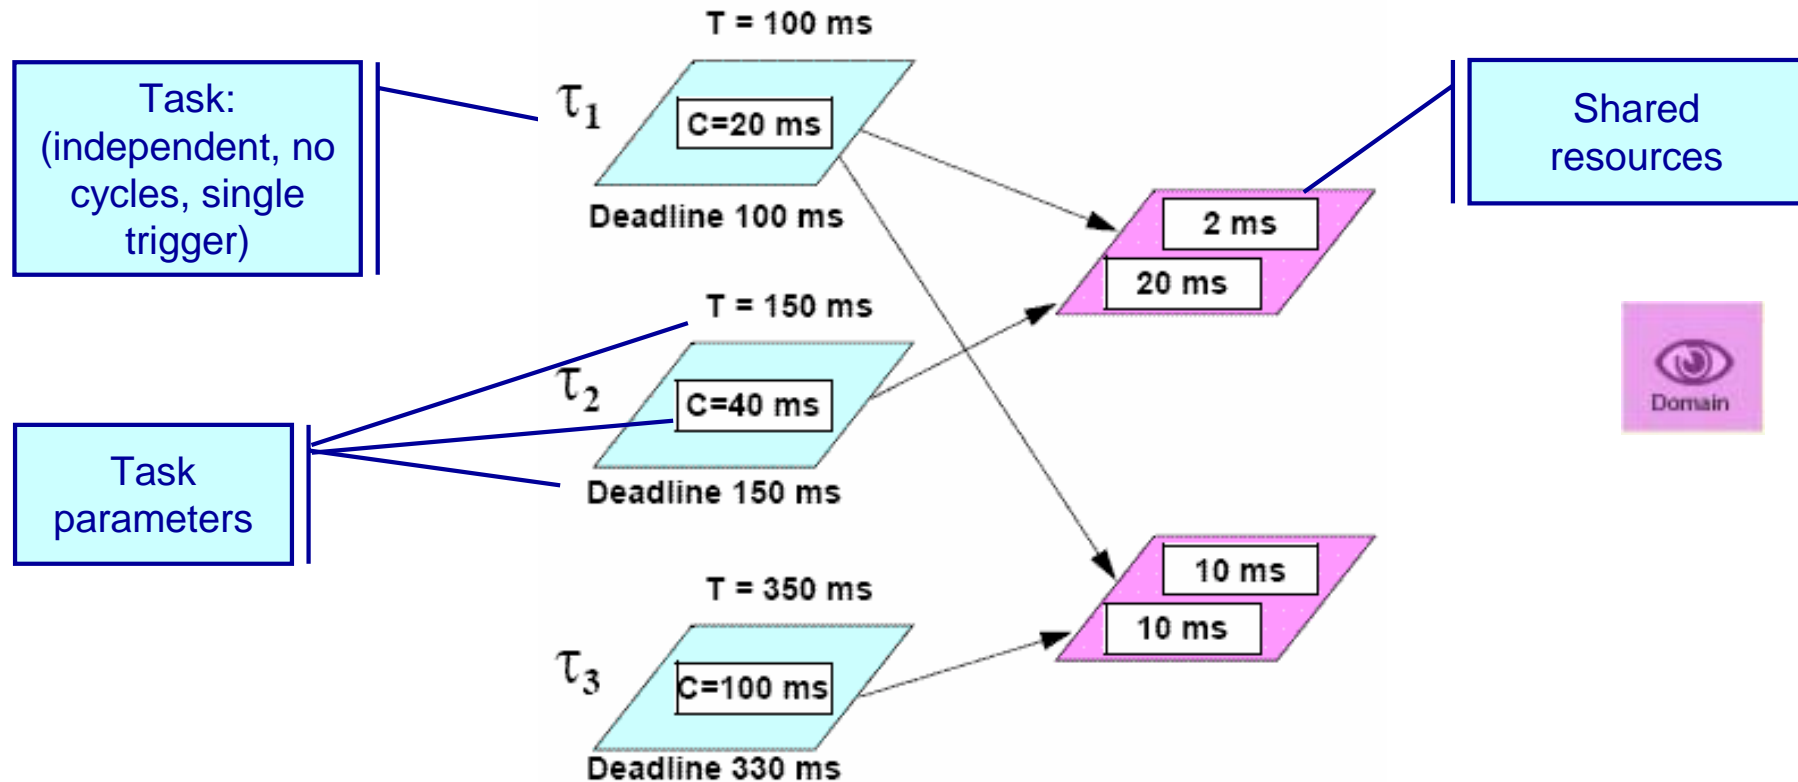 T = 100 ms
Task:
(independent, no
cycles, single
trigger)
τ1
C=20 ms
Deadline 100 ms
Shared
resources
2 ms
20 ms
T = 150 ms
τ2
C=40 ms
Deadline 150 ms
Domain
Task
parameters
T = 350 ms
τ3
C=100 ms
Deadline 330 ms
10 ms
10 ms